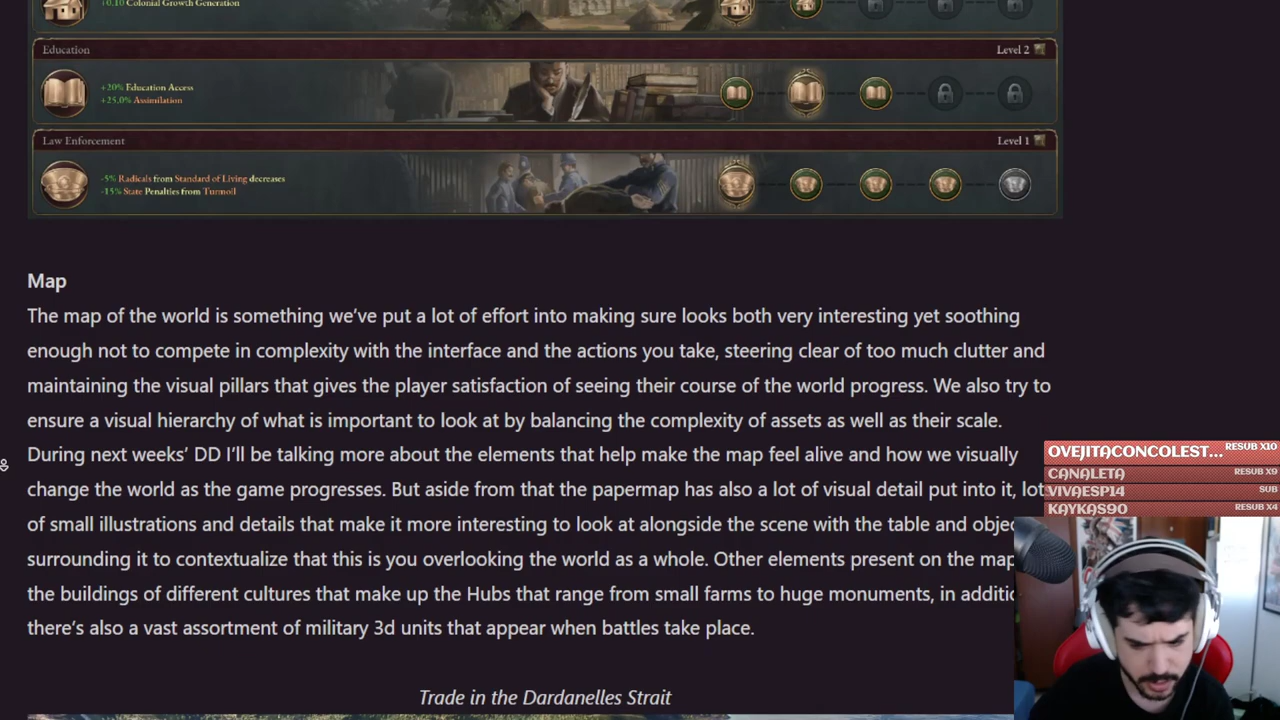 +0.10 Colonial Growth Generation
Education
Level 2
+20% Education Access
+25.0% Assimilation
Law Enforcement
Level 1
-5% Radicals from Standard of Living decreases
-15% State Penalties from Turmoil
Map
The map of the world is something we’ve put a lot of effort into making sure looks both very interesting yet soothing
enough not to compete in complexity with the interface and the actions you take, steering clear of too much clutter and
maintaining the visual pillars that gives the player satisfaction of seeing their course of the world progress. We also try to
ensure a visual hierarchy of what is important to look at by balancing the complexity of assets as well as their scale.
During next weeks’ DD I’ll be talking more about the elements that help make the map feel alive and how we visually
change the world as the game progresses. But aside from that the papermap has also a lot of visual detail put into it, lot
of small illustrations and details that make it more interesting to look at alongside the scene with the table and objec
surrounding it to contextualize that this is you overlooking the world as a whole. Other elements present on the map
the buildings of different cultures that make up the Hubs that range from small farms to huge monuments, in additic
there’s also a vast assortment of military 3d units that appear when battles take place.
Trade in the Dardanelles Strait
OVEJITACONCOLEST... RESUB X10
CANALETA RESUB X9
VIVAESP14 SUB
KAYKAS90 RESUB X4